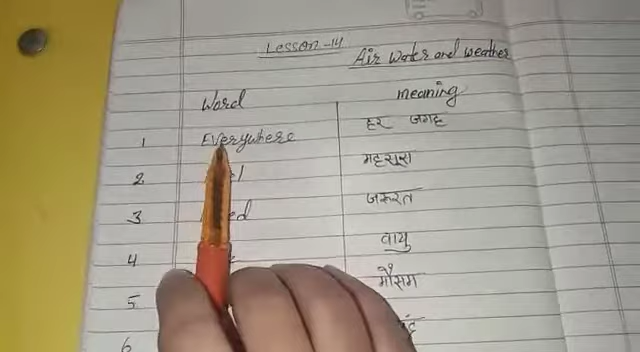 Lesson - 14
Air Water and weather
Word meaning
1 Everywhere हर जगह
2 महसूस
3 जरूरत
4 वायु
5 मौसम
6